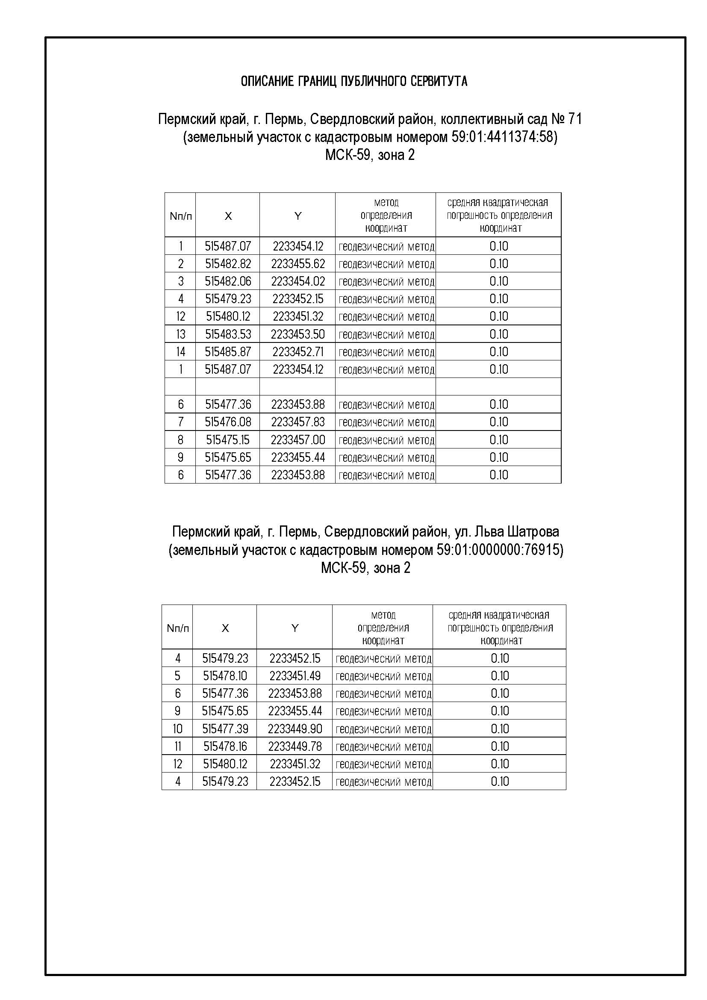 ОПИСАНИЕ ГРАНИЦ ПУБЛИЧНОГО СЕРВИТУТА
Пермский край, г. Пермь, Свердловский район, коллективный сад № 71
(земельный участок с кадастровым номером 59:01:4411374:58)
МСК-59, зона 2
Nп/п X Y метод определения координат средняя квадратическая погрешность определения координат
1 515487.07 2233454.12 геодезический метод 0.10
2 515482.82 2233455.62 геодезический метод 0.10
3 515482.06 2233454.02 геодезический метод 0.10
4 515479.23 2233452.15 геодезический метод 0.10
12 515480.12 2233451.32 геодезический метод 0.10
13 515483.53 2233453.50 геодезический метод 0.10
14 515485.87 2233452.71 геодезический метод 0.10
1 515487.07 2233454.12 геодезический метод 0.10
6 515477.36 2233453.88 геодезический метод 0.10
7 515476.08 2233457.83 геодезический метод 0.10
8 515475.15 2233457.00 геодезический метод 0.10
9 515475.65 2233455.44 геодезический метод 0.10
6 515477.36 2233453.88 геодезический метод 0.10
Пермский край, г. Пермь, Свердловский район, ул. Льва Шатрова
(земельный участок с кадастровым номером 59:01:0000000:76915)
МСК-59, зона 2
Nп/п X Y метод определения координат средняя квадратическая погрешность определения координат
4 515479.23 2233452.15 геодезический метод 0.10
5 515478.10 2233451.49 геодезический метод 0.10
6 515477.36 2233453.88 геодезический метод 0.10
9 515475.65 2233455.44 геодезический метод 0.10
10 515477.39 2233449.90 геодезический метод 0.10
11 515478.16 2233449.78 геодезический метод 0.10
12 515480.12 2233451.32 геодезический метод 0.10
4 515479.23 2233452.15 геодезический метод 0.10